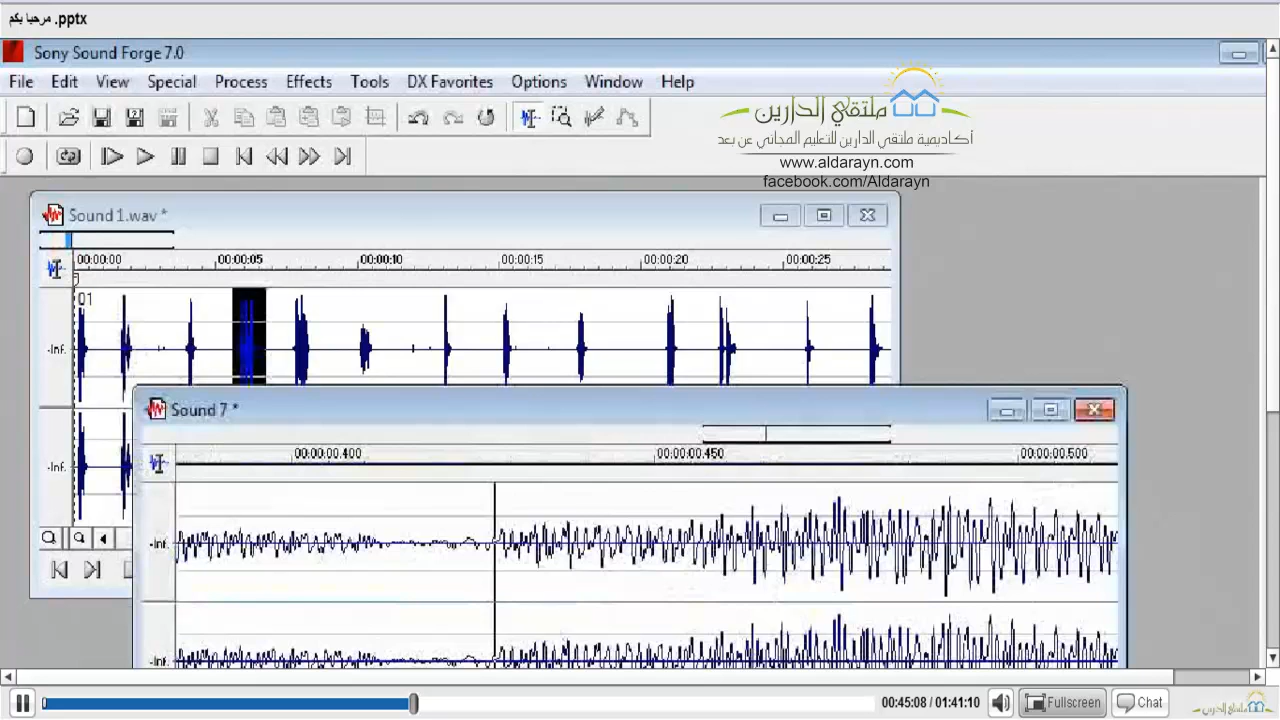 مرحبا بكم .pptx
Sony Sound Forge 7.0
File Edit View Special Process Effects Tools DX Favorites Options Window Help
ملتقي الدارين
أكاديمية ملتقي الدارين للتعليم المجاني عن بعد
www.aldarayn.com
facebook.com/Aldarayn
Sound 1.wav *
00:00:00 00:00:05 00:00:10 00:00:15 00:00:20 00:00:25
01
-Inf.
Sound 7 *
-Inf.
00:00:00.400 00:00:00.450 00:00:00.500
-Inf.
-Inf.
00:45:08 / 01:41:10 Fullscreen Chat
ملتقي الدارين